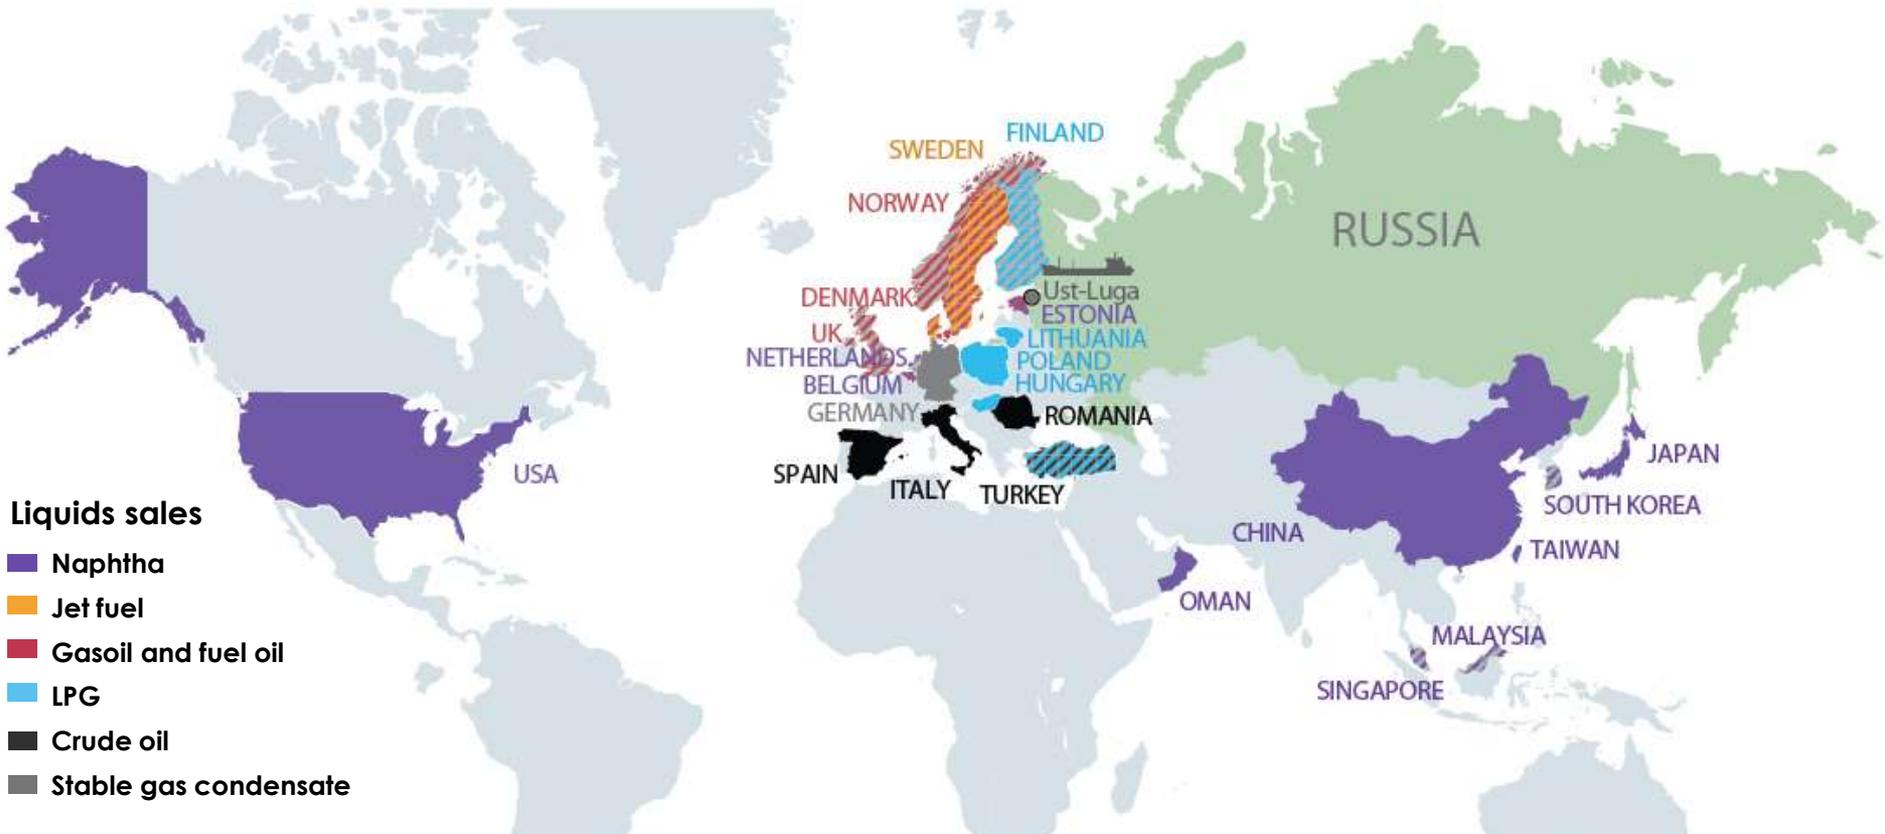 FINLAND
SWEDEN
NORWAY
RUSSIA
DENMARK
Ust-Luga
ESTONIA
UK
LITHUANIA
NETHERLANDS
POLAND
BELGIUM
HUNGARY
GERMANY
ROMANIA
SPAIN
ITALY
TURKEY
USA
JAPAN
SOUTH KOREA
CHINA
TAIWAN
OMAN
MALAYSIA
SINGAPORE
Liquids sales
Naphtha
Jet fuel
Gasoil and fuel oil
LPG
Crude oil
Stable gas condensate